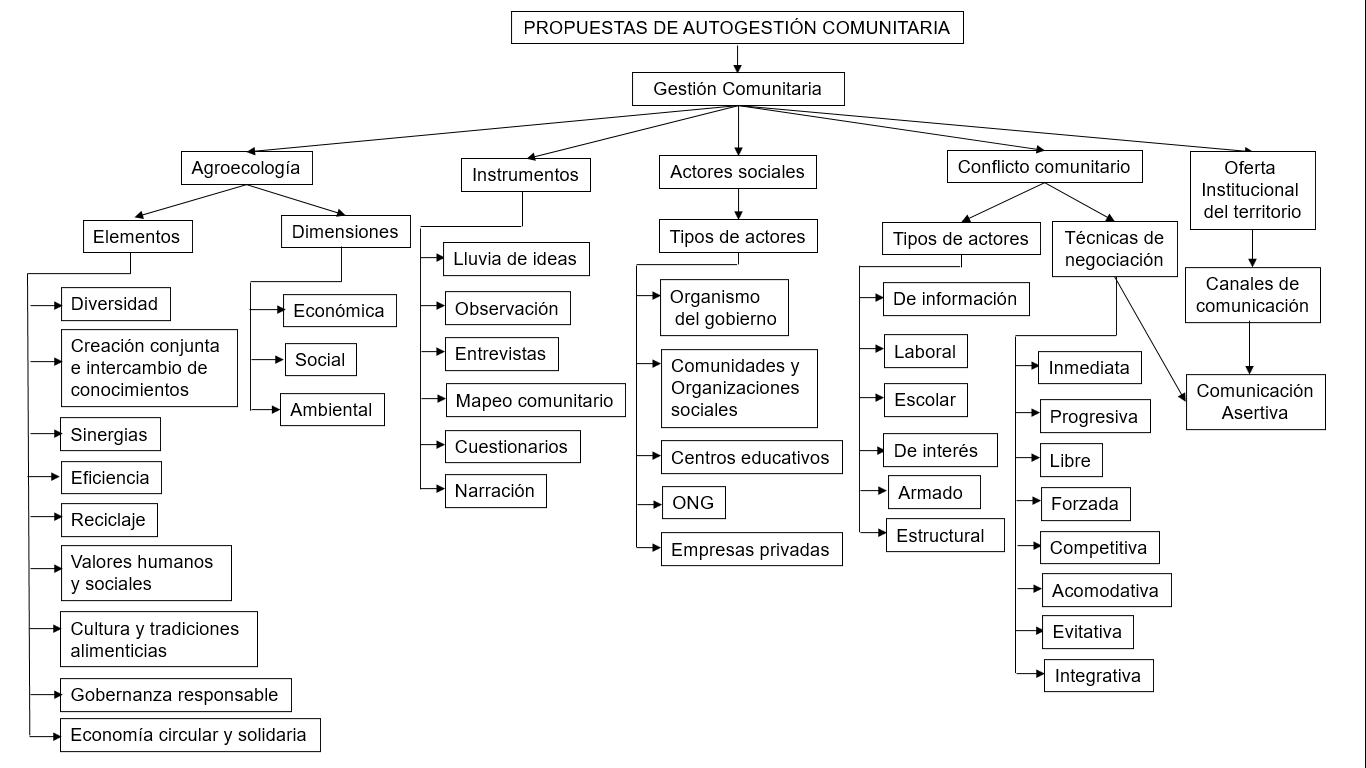 PROPUESTAS DE AUTOGESTIÓN COMUNITARIA
Gestión Comunitaria
Agroecología
Elementos
Diversidad
Creación conjunta
e intercambio de
conocimientos
Sinergias
Eficiencia
Reciclaje
Valores humanos
y sociales
Cultura y tradiciones
alimenticias
Gobernanza responsable
Economía circular y solidaria
Dimensiones
Económica
Social
Ambiental
Instrumentos
Lluvia de ideas
Observación
Entrevistas
Mapeo comunitario
Cuestionarios
Narración
Actores sociales
Tipos de actores
Organismo
del gobierno
Comunidades y
Organizaciones
sociales
Centros educativos
ONG
Empresas privadas
Conflicto comunitario
Tipos de actores
De información
Laboral
Escolar
De interés
Armado
Estructural
Técnicas de
negociación
Inmediata
Progresiva
Libre
Forzada
Competitiva
Acomodativa
Evitativa
Integrativa
Oferta
Institucional
del territorio
Canales de
comunicación
Comunicación
Asertiva